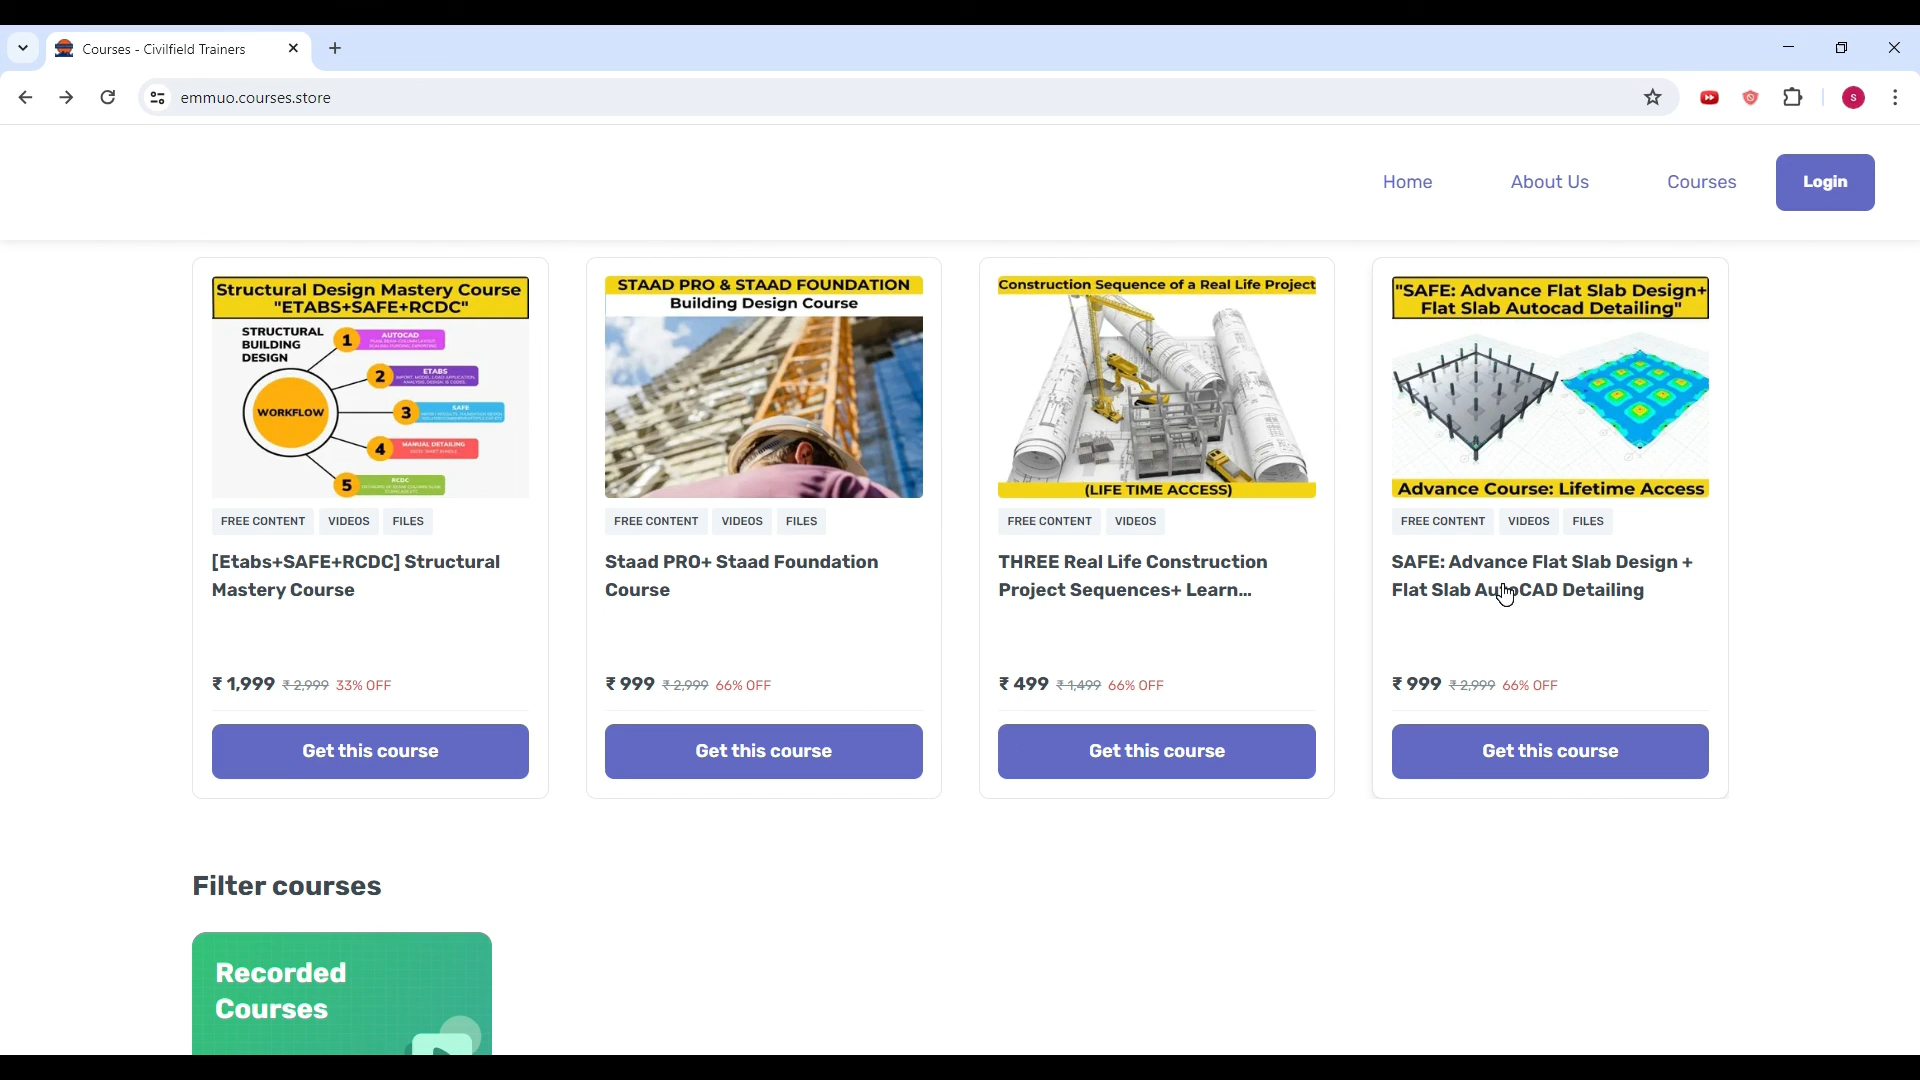 Courses - Civilfield Trainers
emmuo.courses.store
S
Home
About Us
Courses
Login
Structural Design Mastery Course
"ETABS+SAFE+RCDC"
STRUCTURAL
BUILDING
DESIGN
WORKFLOW
1
AUTOCAD
2
ETABS
3
SAFE
4
MANUAL DETAILING
5
RCDC
FREE CONTENT
VIDEOS
FILES
[Etabs+SAFE+RCDC] Structural
Mastery Course
₹ 1,999 ₹ 2,999 33% OFF
Get this course
STAAD PRO & STAAD FOUNDATION
Building Design Course
FREE CONTENT
VIDEOS
FILES
Staad PRO+ Staad Foundation
Course
₹ 999 ₹ 2,999 66% OFF
Get this course
Construction Sequence of a Real Life Project
(LIFE TIME ACCESS)
FREE CONTENT
VIDEOS
THREE Real Life Construction
Project Sequences+ Learn...
₹ 499 ₹ 1,499 66% OFF
Get this course
"SAFE: Advance Flat Slab Design+
Flat Slab Autocad Detailing"
Advance Course: Lifetime Access
FREE CONTENT
VIDEOS
FILES
SAFE: Advance Flat Slab Design +
Flat Slab AutoCAD Detailing
₹ 999 ₹ 2,999 66% OFF
Get this course
Filter courses
Recorded
Courses